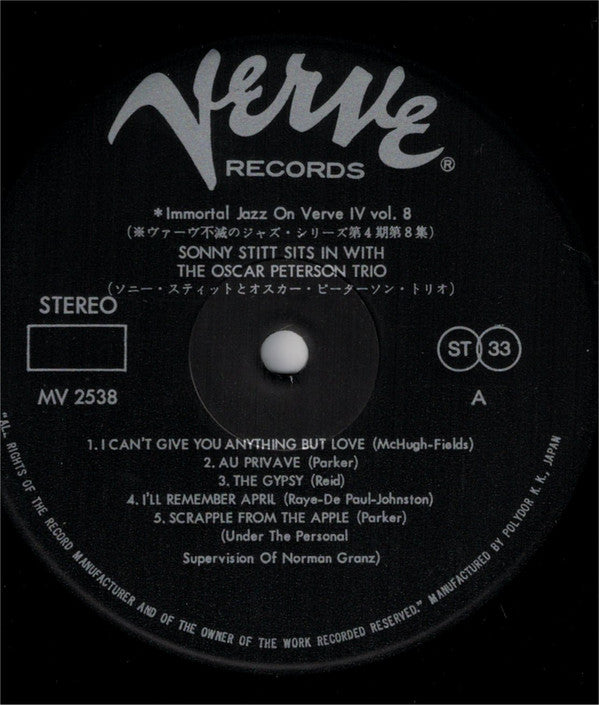 Verve
RECORDS ®
*Immortal Jazz On Verve IV vol. 8
(※ヴァーヴ不滅のジャズ・シリーズ第4期第8集)
SONNY STITT SITS IN WITH
THE OSCAR PETERSON TRIO
(ソニー・スティットとオスカー・ピーターソン・トリオ)
STEREO
MV 2538
ST 33
A
1. I CAN'T GIVE YOU ANYTHING BUT LOVE (McHugh-Fields)
2. AU PRIVAVE (Parker)
3. THE GYPSY (Reid)
4. I'LL REMEMBER APRIL (Raye-De Paul-Johnston)
5. SCRAPPLE FROM THE APPLE (Parker)
(Under The Personal
Supervision Of Norman Granz)
"ALL RIGHTS OF THE RECORD MANUFACTURER AND OF THE OWNER OF THE WORK RECORDED RESERVED." MANUFACTURED BY POLYDOR K. K., JAPAN